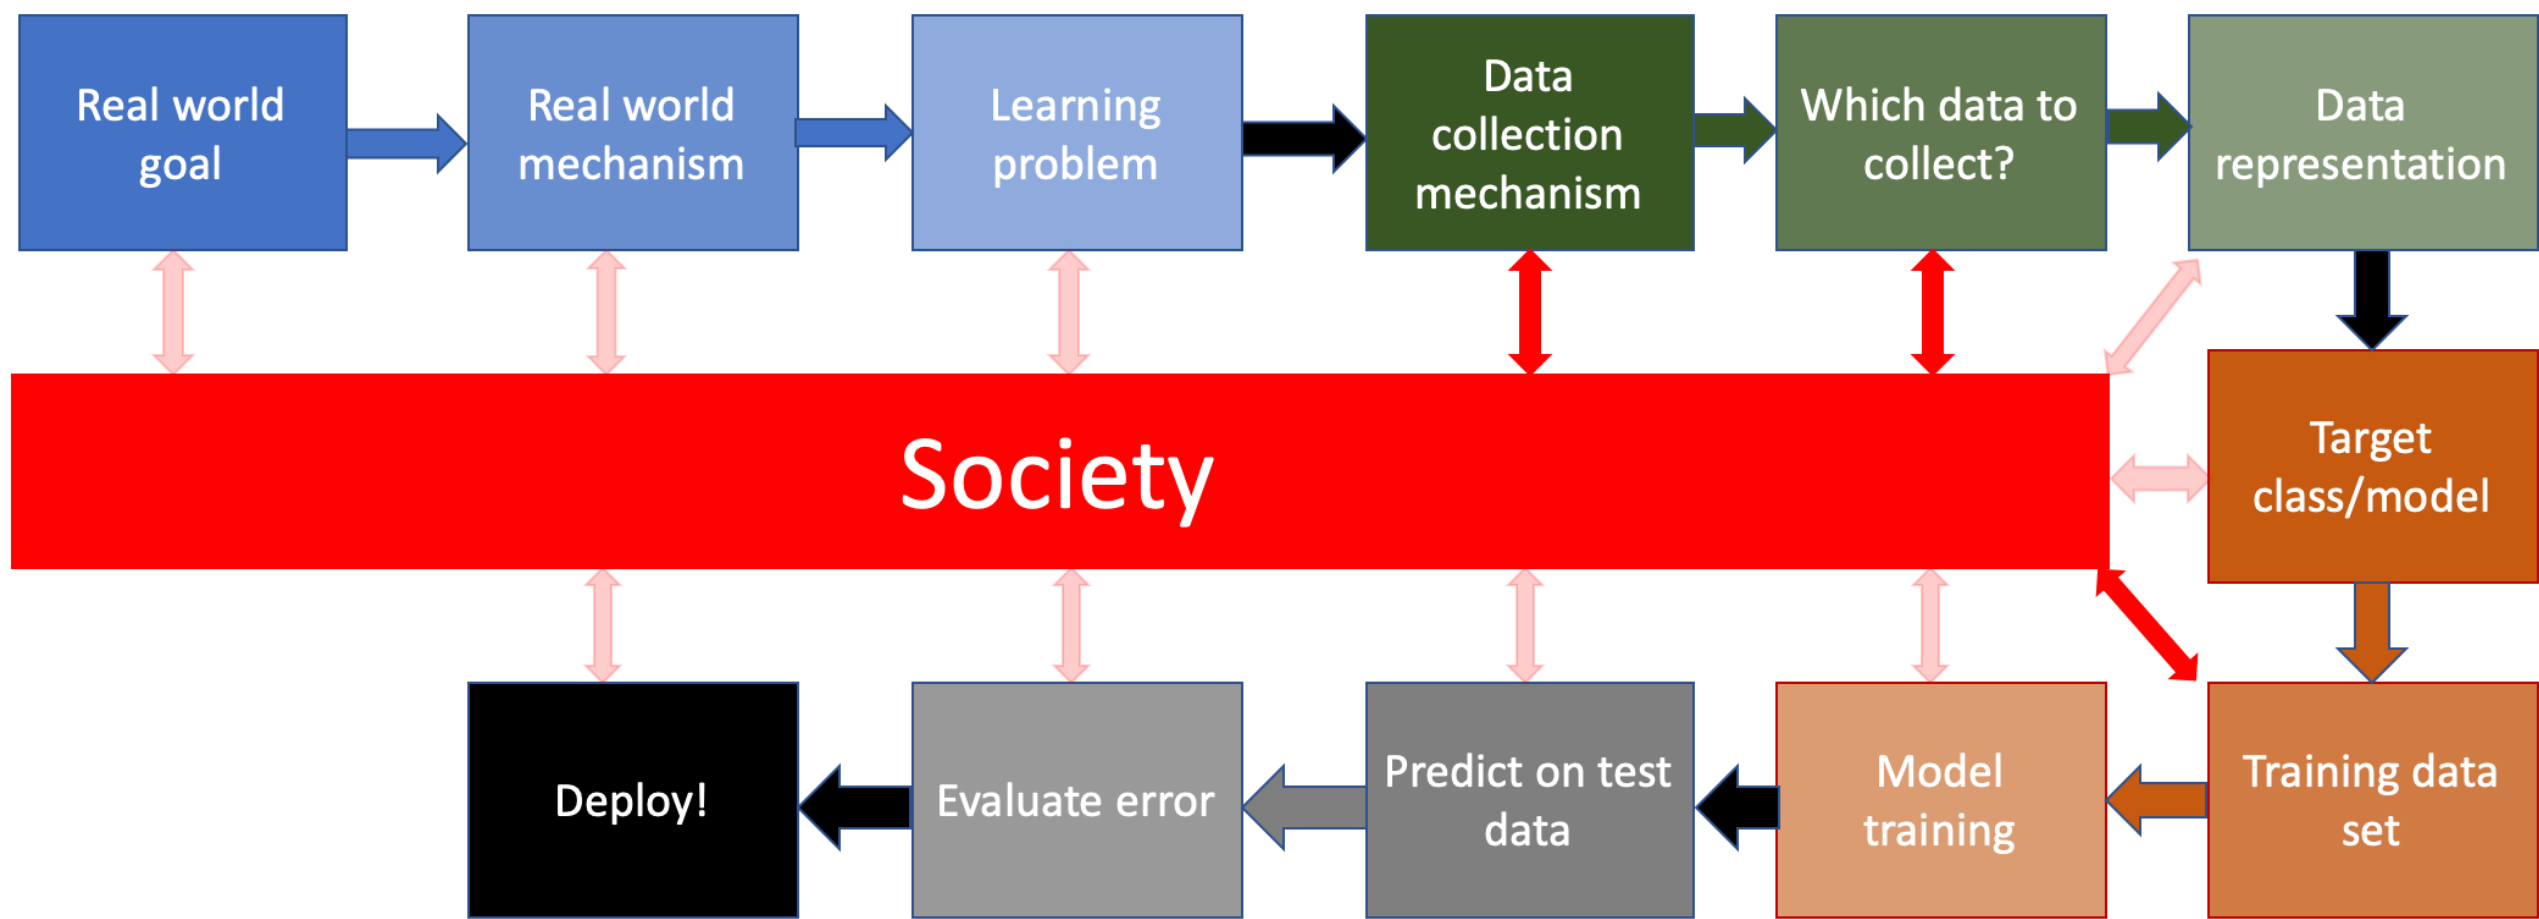 Real world
goal
Real world
mechanism
Learning
problem
Data
collection
mechanism
Which data to
collect?
Data
representation
Society
Target
class/model
Deploy!
Evaluate error
Predict on test
data
Model
training
Training data
set